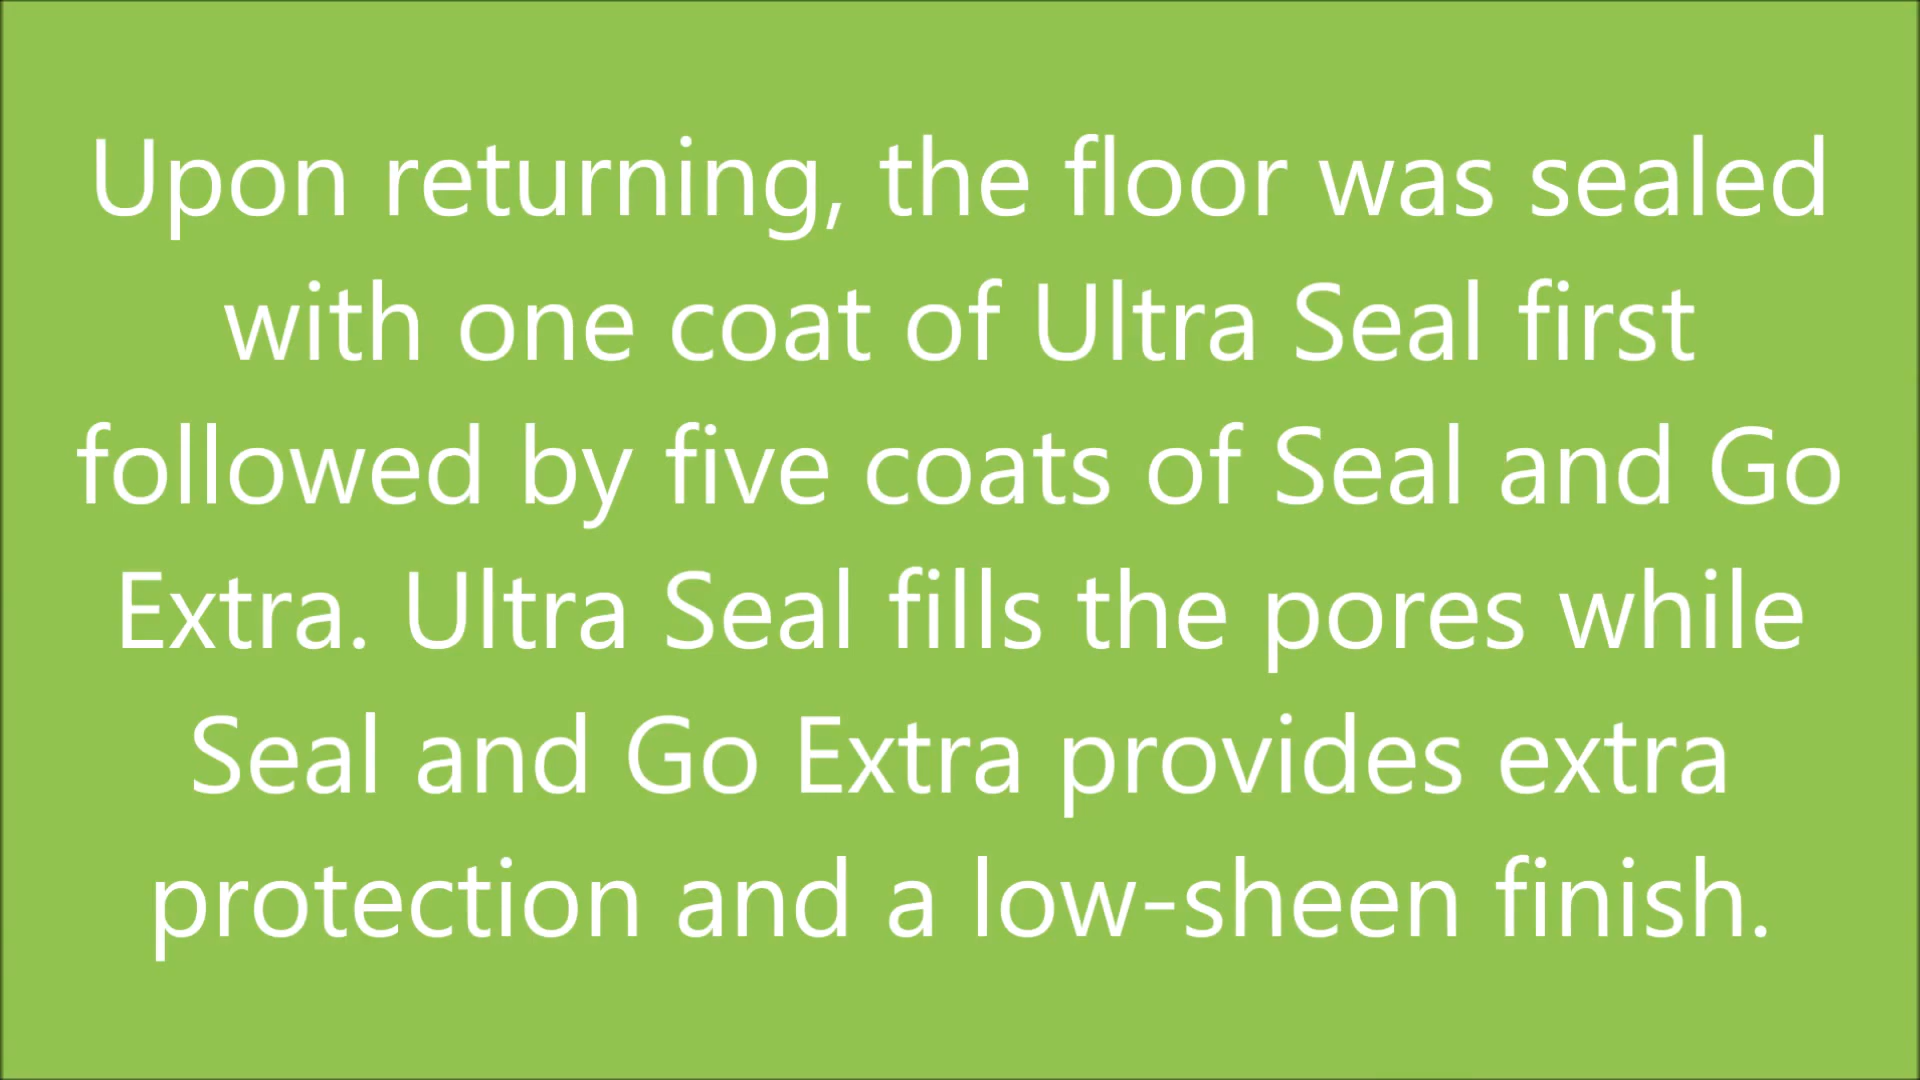 Upon returning, the floor was sealed
with one coat of Ultra Seal first
followed by five coats of Seal and Go
Extra. Ultra Seal fills the pores while
Seal and Go Extra provides extra
protection and a low-sheen finish.